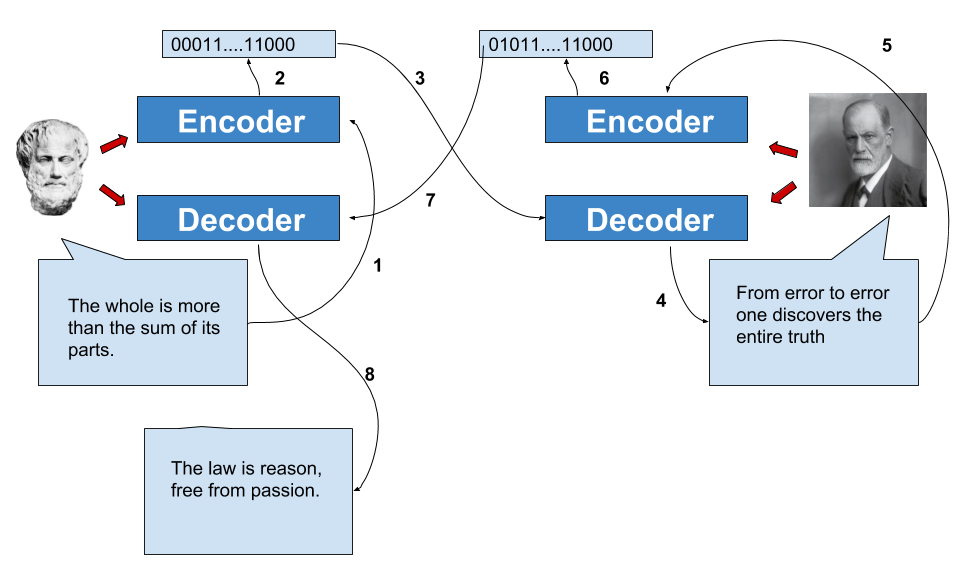 00011....11000
01011....11000
5
2
3
6
Encoder
Encoder
7
Decoder
Decoder
1
4
The whole is more
than the sum of its
parts.
From error to error
one discovers the
entire truth
8
The law is reason,
free from passion.